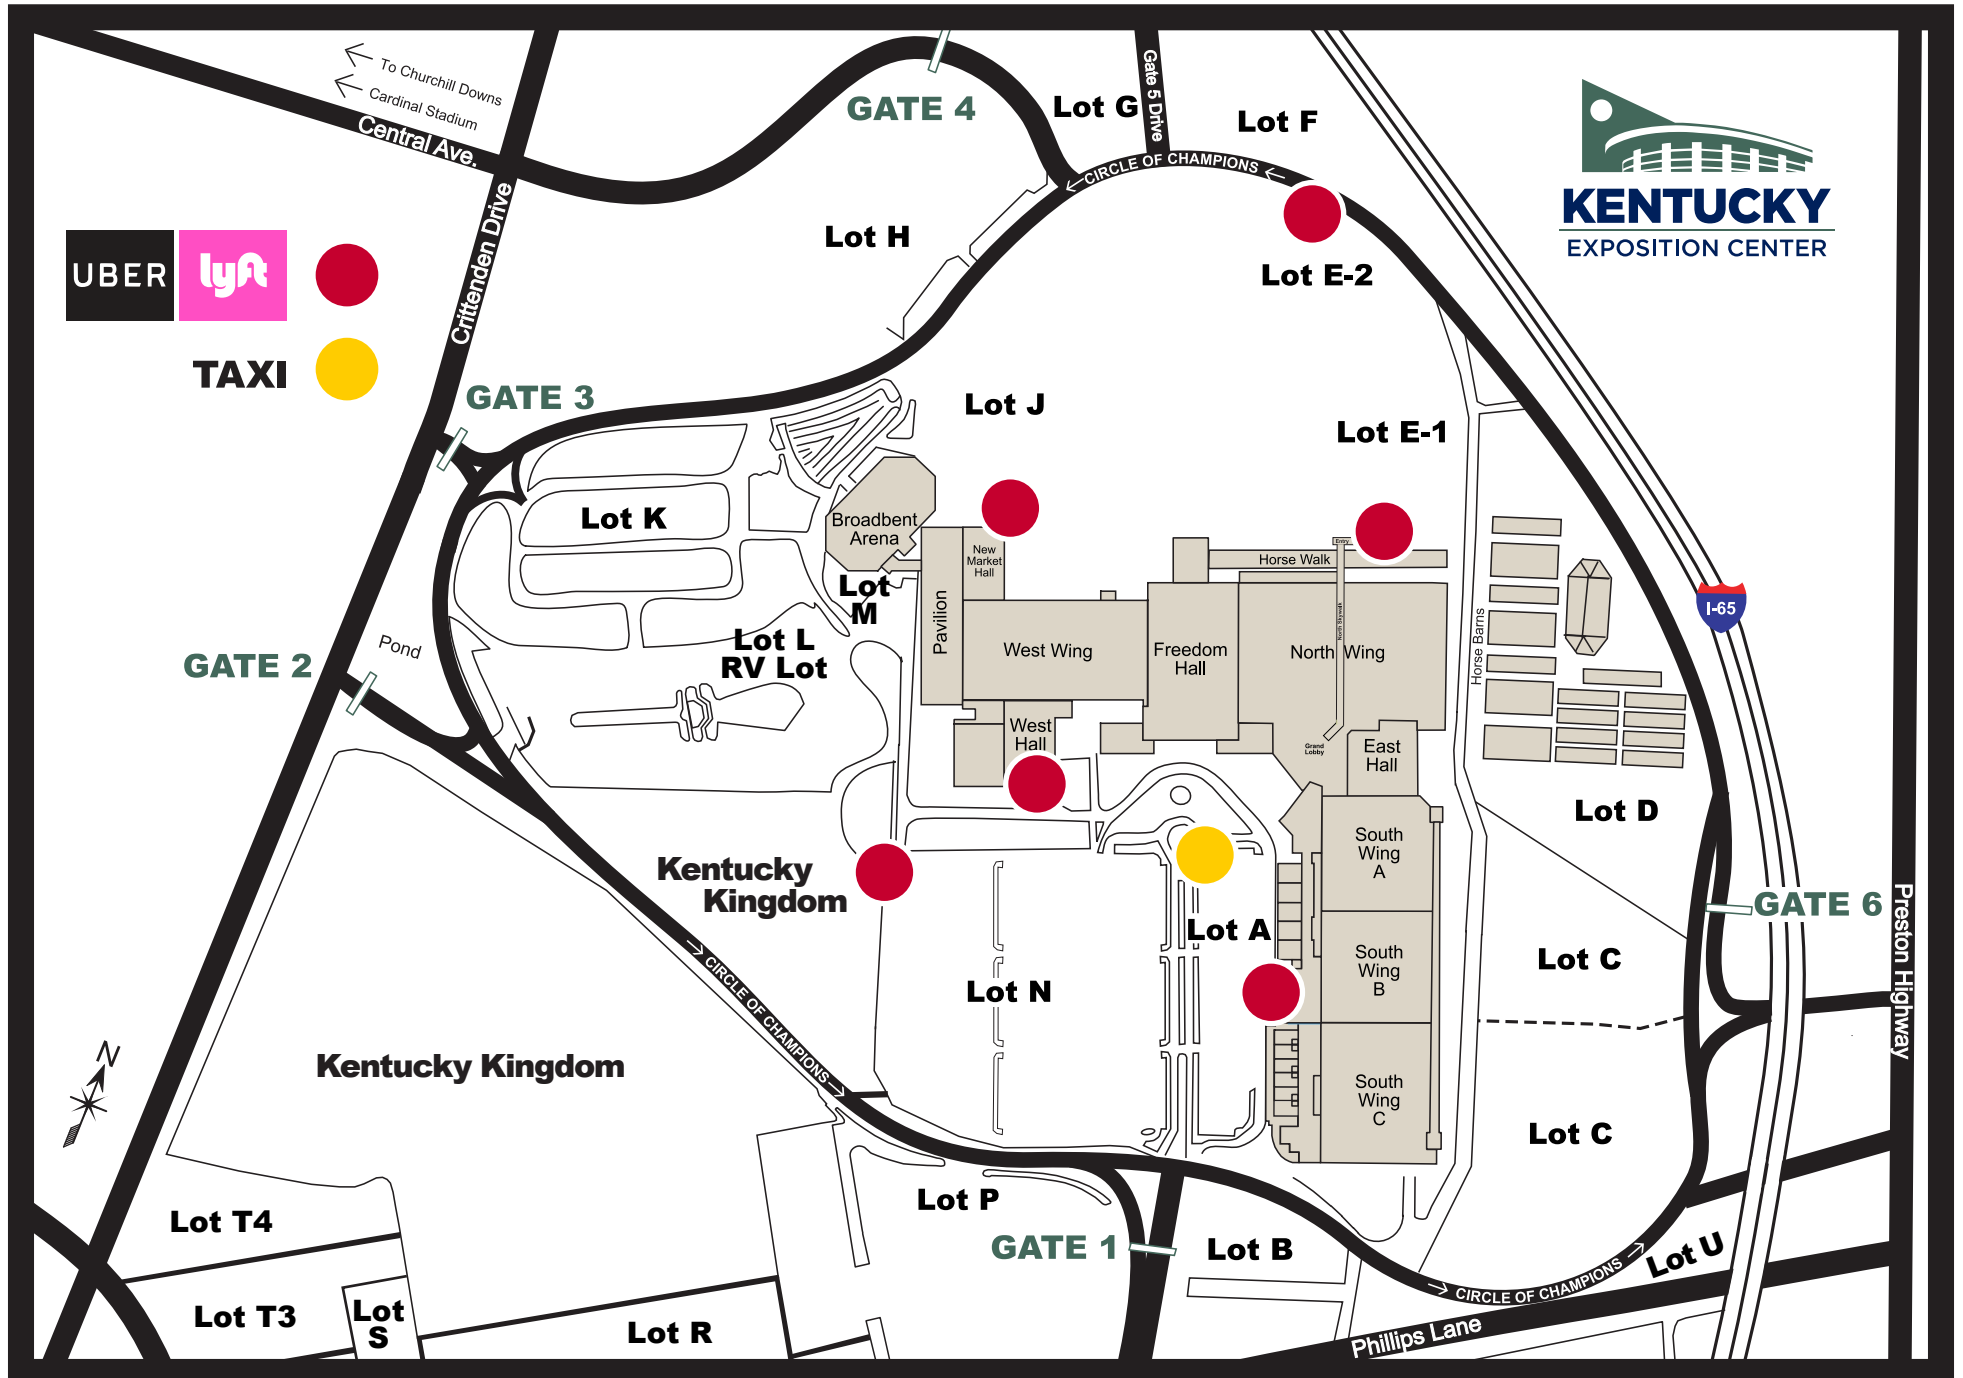 To Churchill Downs
Cardinal Stadium
Central Ave.
Crittenden Drive
GATE 4
Lot G
Gate 5 Drive
Lot F
CIRCLE OF CHAMPIONS
KENTUCKY
EXPOSITION CENTER
UBER
lyft
TAXI
Lot H
Lot E-2
GATE 3
Lot J
Lot E-1
Lot K
Broadbent
Arena
New
Market
Hall
Entry
Horse Walk
Lot
M
Pavilion
West Wing
Freedom
Hall
North Wing
North Skywalk
Horse Barns
I-65
Pond
GATE 2
Lot L
RV Lot
West
Hall
Grand
Lobby
East
Hall
Lot D
South
Wing
A
Kentucky
Kingdom
GATE 6
Preston Highway
Lot A
South
Wing
B
Lot C
Lot N
CIRCLE OF CHAMPIONS
N
Kentucky Kingdom
South
Wing
C
Lot C
Lot P
Lot T4
GATE 1
Lot B
Lot U
CIRCLE OF CHAMPIONS
Lot T3
Lot
S
Lot R
Phillips Lane